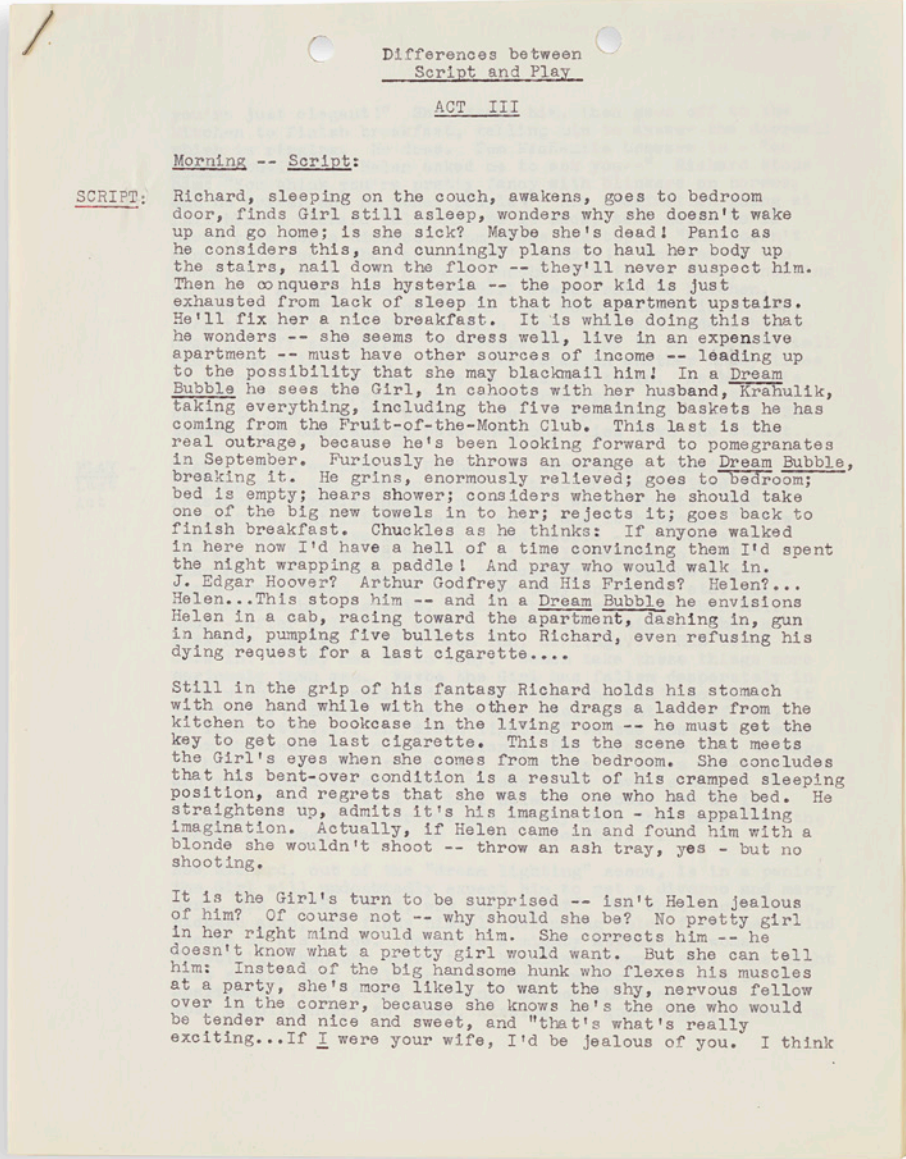 Differences between
Script and Play
ACT III
Morning -- Script:
SCRIPT: Richard, sleeping on the couch, awakens, goes to bedroom
door, finds Girl still asleep, wonders why she doesn't wake
up and go home; is she sick? Maybe she's dead! Panic as
he considers this, and cunningly plans to haul her body up
the stairs, nail down the floor -- they'll never suspect him.
Then he conquers his hysteria -- the poor kid is just
exhausted from lack of sleep in that hot apartment upstairs.
He'll fix her a nice breakfast. It is while doing this that
he wonders -- she seems to dress well, live in an expensive
apartment -- must have other sources of income -- leading up
to the possibility that she may blackmail him! In a Dream
Bubble he sees the Girl, in cahoots with her husband, Krahulik,
taking everything, including the five remaining baskets he has
coming from the Fruit-of-the-Month Club. This last is the
real outrage, because he's been looking forward to pomegranates
in September. Furiously he throws an orange at the Dream Bubble,
breaking it. He grins, enormously relieved; goes to bedroom;
bed is empty; hears shower; considers whether he should take
one of the big new towels in to her; rejects it; goes back to
finish breakfast. Chuckles as he thinks: If anyone walked
in here now I'd have a hell of a time convincing them I'd spent
the night wrapping a paddle! And pray who would walk in.
J. Edgar Hoover? Arthur Godfrey and His Friends? Helen?...
Helen...This stops him -- and in a Dream Bubble he envisions
Helen in a cab, racing toward the apartment, dashing in, gun
in hand, pumping five bullets into Richard, even refusing his
dying request for a last cigarette....
Still in the grip of his fantasy Richard holds his stomach
with one hand while with the other he drags a ladder from the
kitchen to the bookcase in the living room -- he must get the
key to get one last cigarette. This is the scene that meets
the Girl's eyes when she comes from the bedroom. She concludes
that his bent-over condition is a result of his cramped sleeping
position, and regrets that she was the one who had the bed. He
straightens up, admits it's his imagination - his appalling
imagination. Actually, if Helen came in and found him with a
blonde she wouldn't shoot -- throw an ash tray, yes - but no
shooting.
It is the Girl's turn to be surprised -- isn't Helen jealous
of him? Of course not -- why should she be? No pretty girl
in her right mind would want him. She corrects him -- he
doesn't know what a pretty girl would want. But she can tell
him: Instead of the big handsome hunk who flexes his muscles
at a party, she's more likely to want the shy, nervous fellow
over in the corner, because she knows he's the one who would
be tender and nice and sweet, and "that's what's really
exciting...If I were your wife, I'd be jealous of you. I think